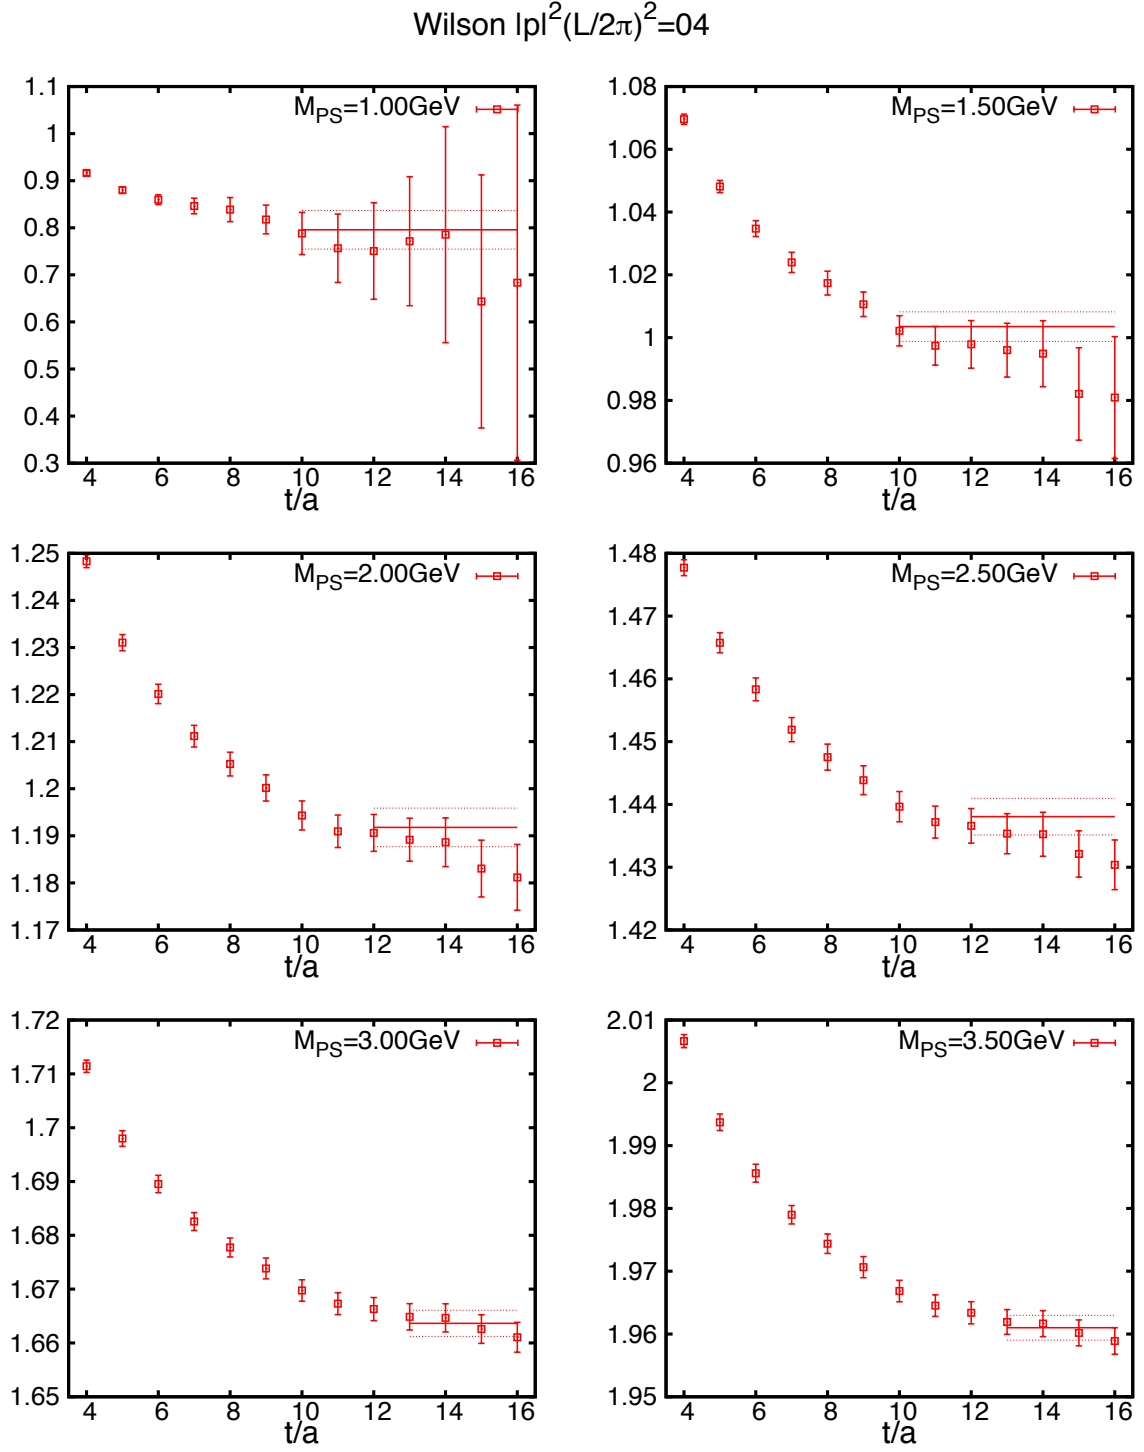 Wilson |p|²(L/2π)²=04
M_PS=1.00GeV
1.1
1
0.9
0.8
0.7
0.6
0.5
0.4
0.3
4 6 8 10 12 14 16
t/a
M_PS=1.50GeV
1.08
1.06
1.04
1.02
1
0.98
0.96
4 6 8 10 12 14 16
t/a
M_PS=2.00GeV
1.25
1.24
1.23
1.22
1.21
1.2
1.19
1.18
1.17
4 6 8 10 12 14 16
t/a
M_PS=2.50GeV
1.48
1.47
1.46
1.45
1.44
1.43
1.42
4 6 8 10 12 14 16
t/a
M_PS=3.00GeV
1.72
1.71
1.7
1.69
1.68
1.67
1.66
1.65
4 6 8 10 12 14 16
t/a
M_PS=3.50GeV
2.01
2
1.99
1.98
1.97
1.96
1.95
4 6 8 10 12 14 16
t/a